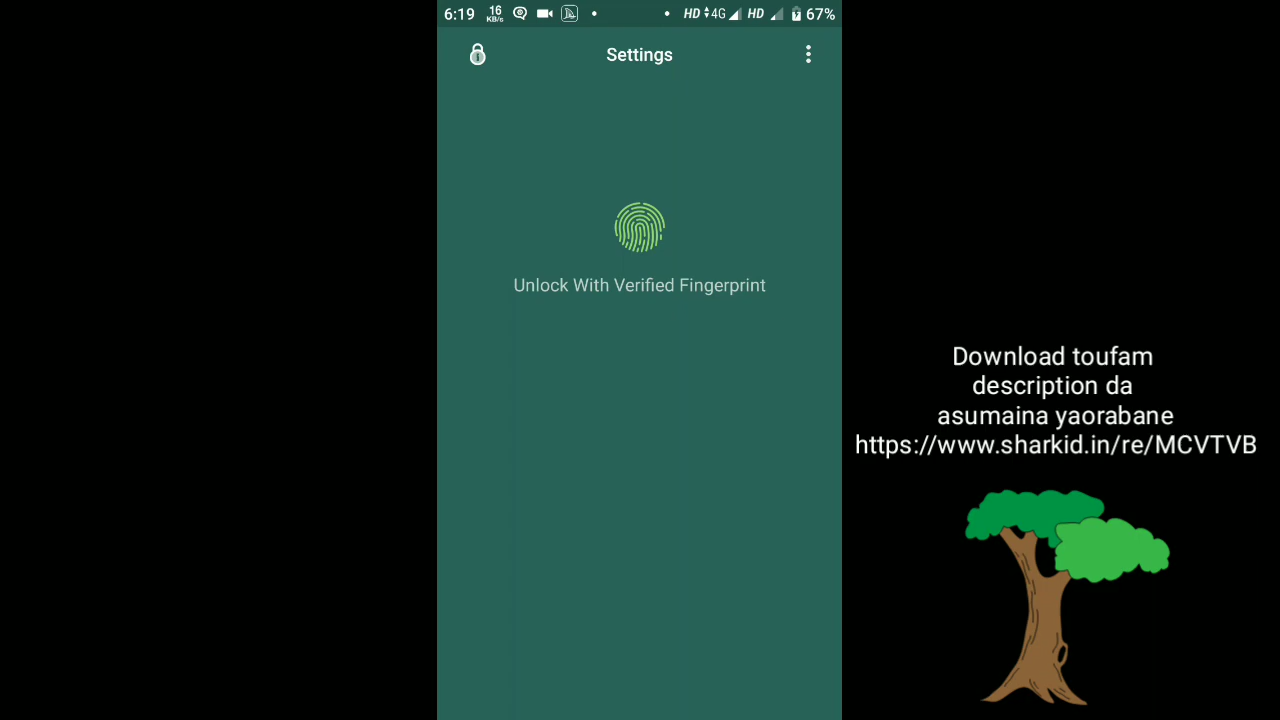 6:19 16 KB/s HD 4G HD 67%
Settings
Unlock With Verified Fingerprint
Download toufam
description da
asumaina yaorabane
https://www.sharkid.in/re/MCVTVB